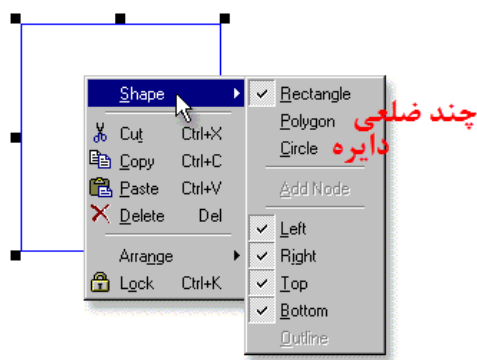 Shape
Cut Ctrl+X
Copy Ctrl+C
Paste Ctrl+V
Delete Del
Arrange
Lock Ctrl+K
Rectangle
Polygon چند ضلعی
Circle دایره
Add Node
Left
Right
Top
Bottom
Outline